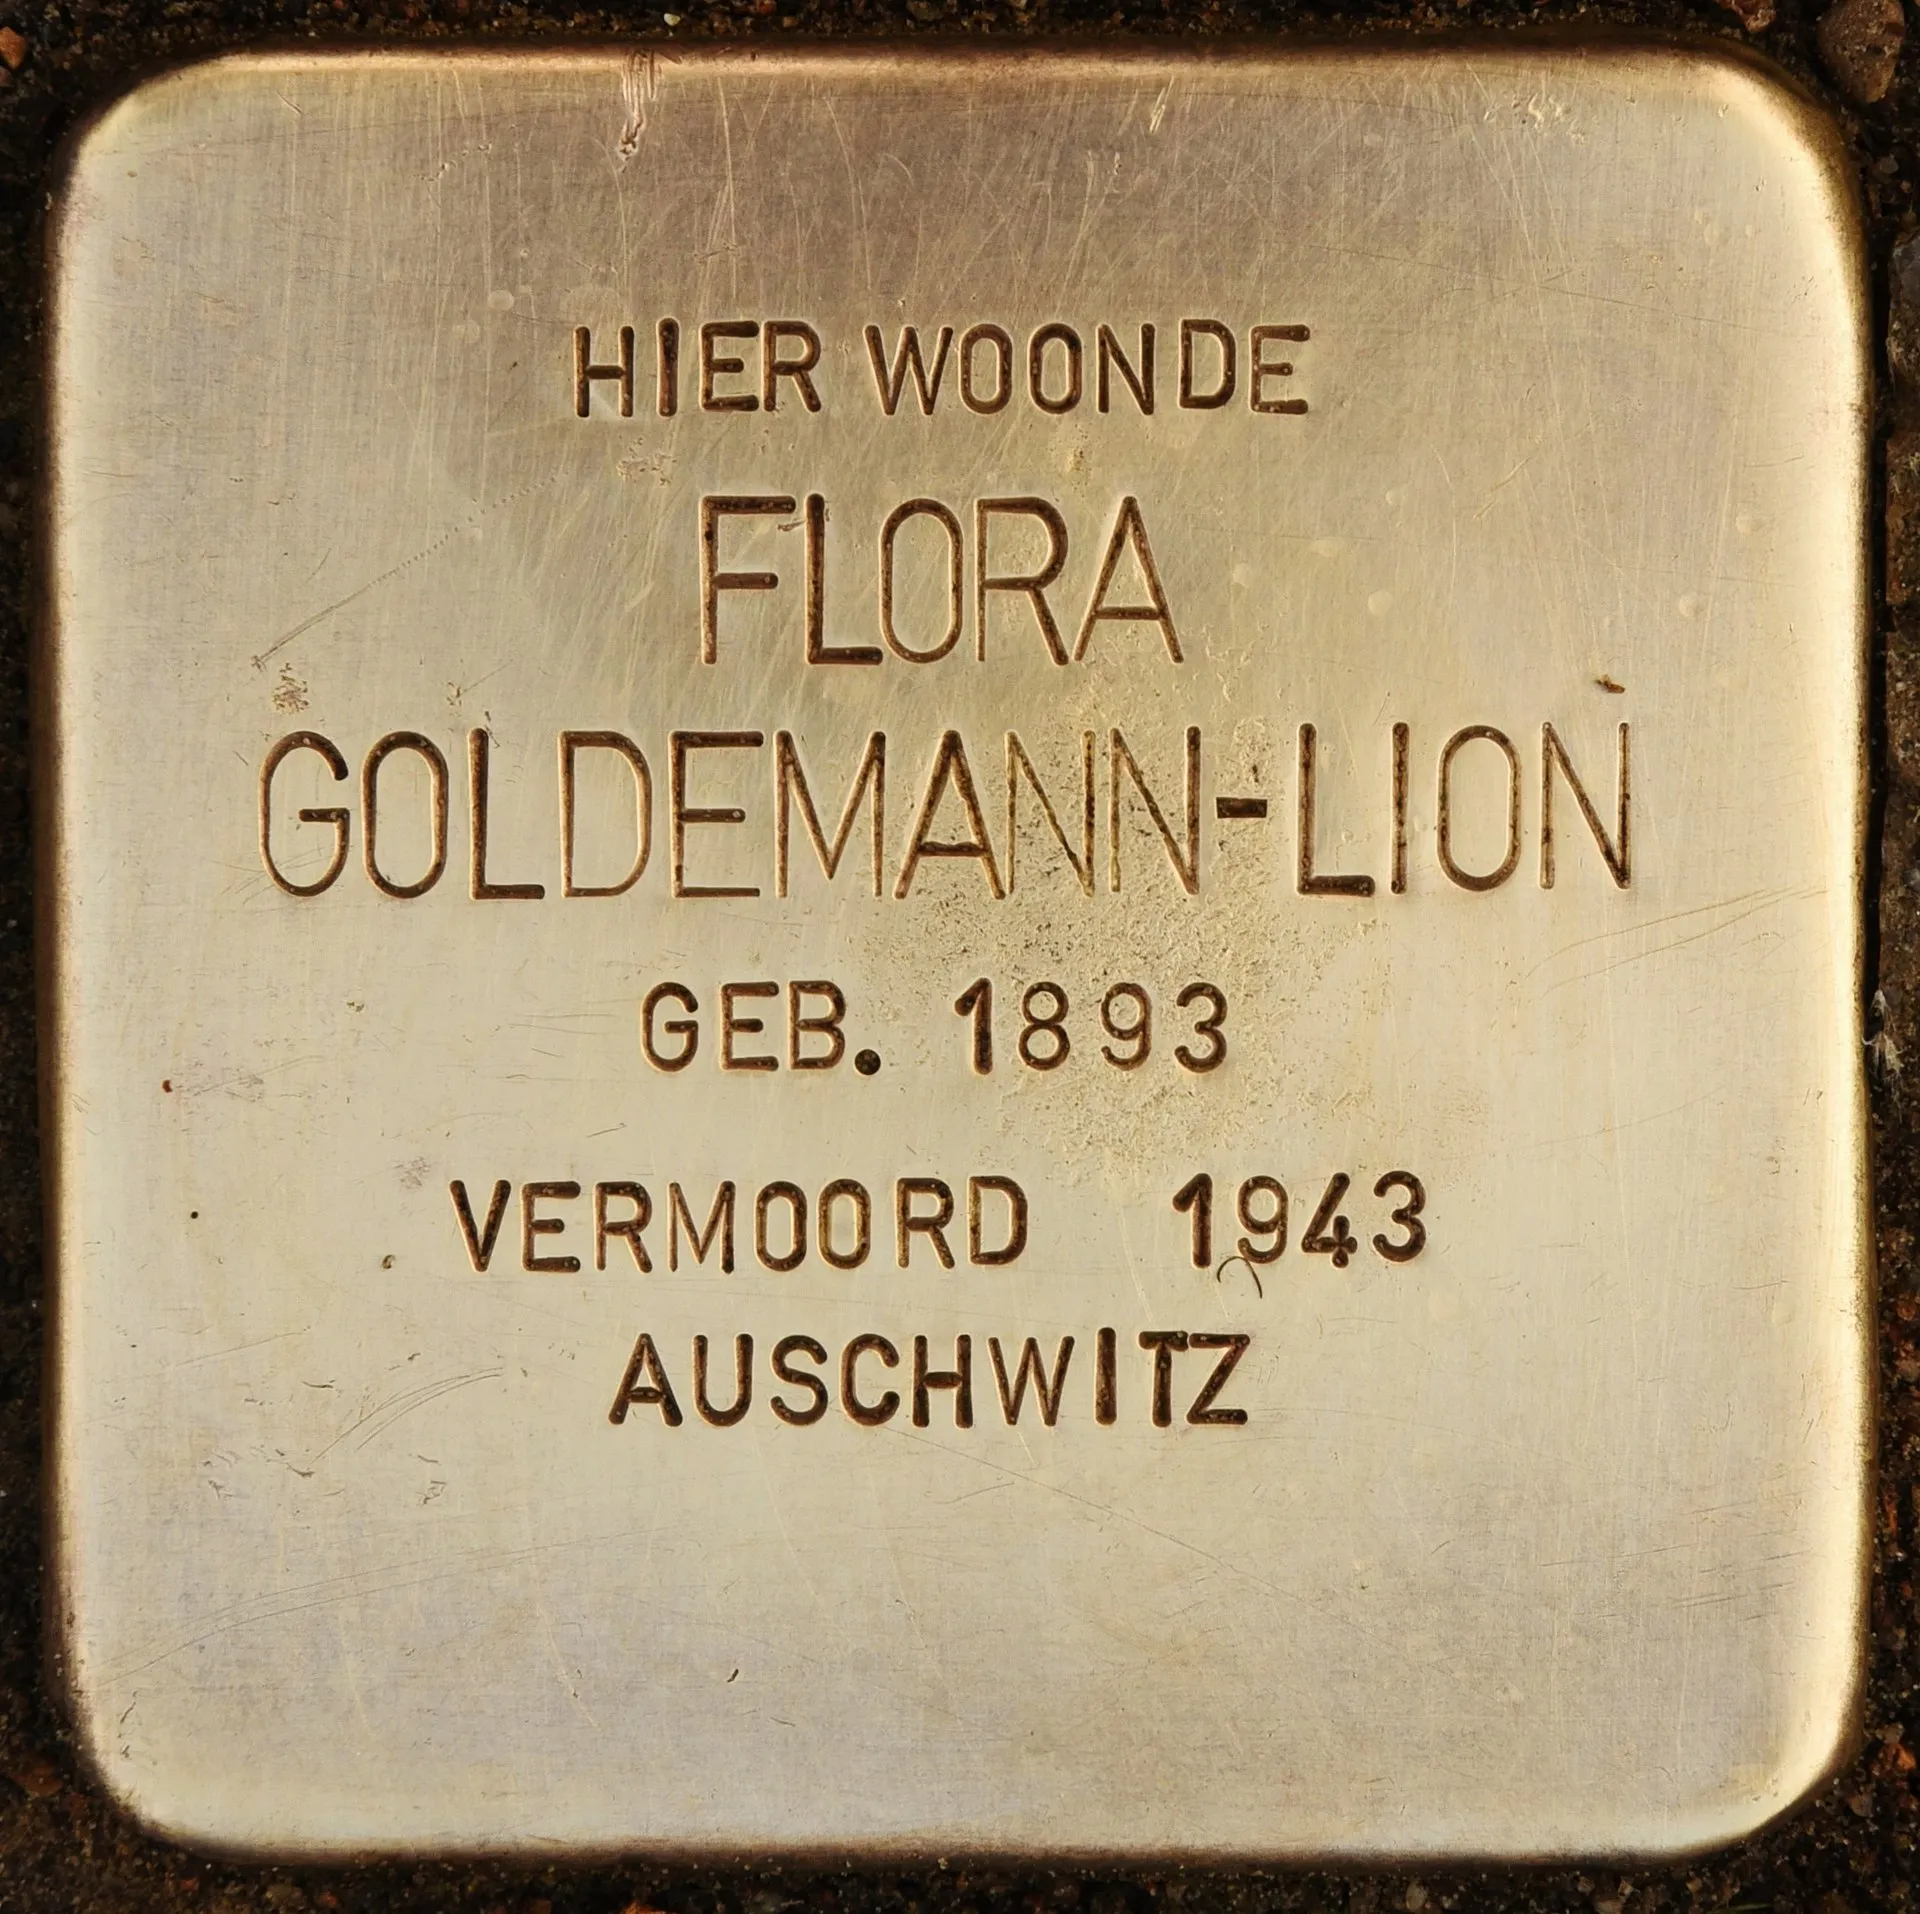 HIER WOONDE
FLORA
GOLDEMANN-LION
GEB. 1893
VERMOORD 1943
AUSCHWITZ